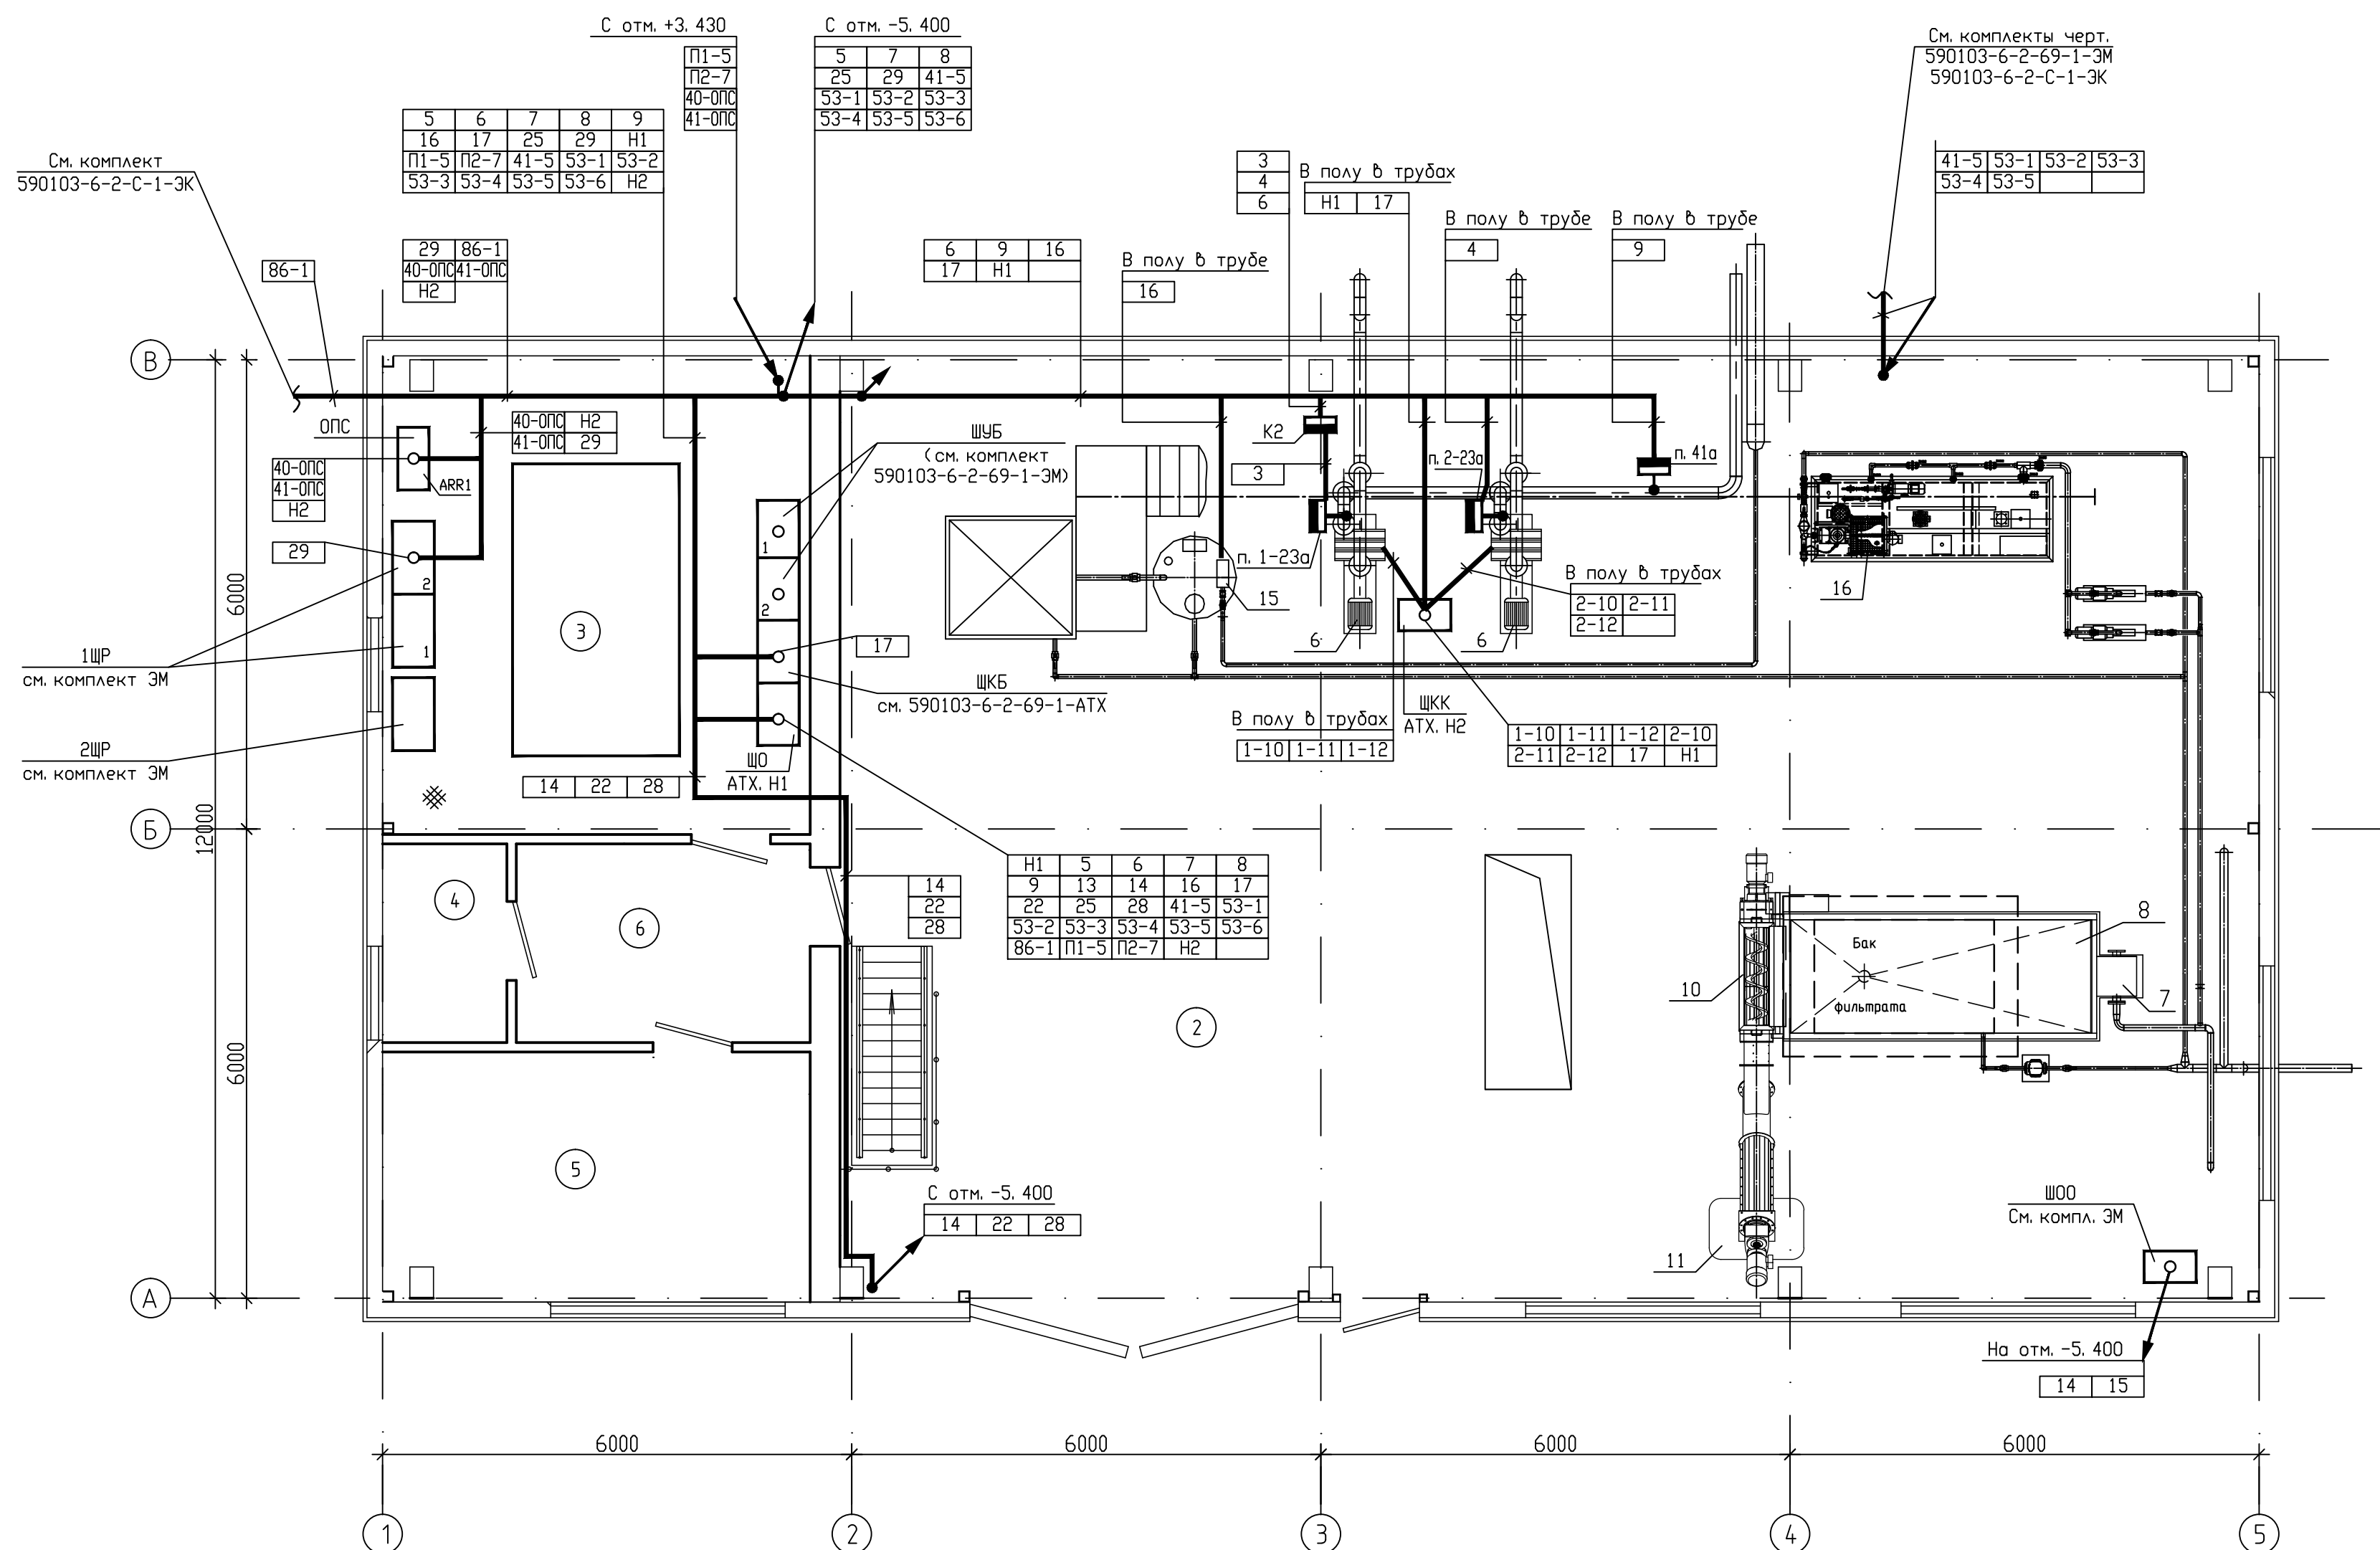 С отм. +3. 430
П1-5
П2-7
40-ОПС
41-ОПС
С отм. -5. 400
5 7 8
25 29 41-5
53-1 53-2 53-3
53-4 53-5 53-6
См. комплекты черт.
590103-6-2-69-1-ЭМ
590103-6-2-С-1-ЭК
41-5 53-1 53-2 53-3
53-4 53-5
См. комплект
590103-6-2-С-1-ЭК
5 6 7 8 9
16 17 25 29 Н1
П1-5 П2-7 41-5 53-1 53-2
53-3 53-4 53-5 53-6 Н2
86-1
29 86-1
40-ОПС 41-ОПС
Н2
6 9 16
17 Н1
В полу в трубе
16
3
4
6
В полу в трубах
Н1 17
В полу в трубе
4
В полу в трубе
9
В
ОПС
40-ОПС Н2
41-ОПС 29
40-ОПС
41-ОПС
Н2
ARR1
29
ШУБ
(см. комплект
590103-6-2-69-1-ЭМ)
К2
3
п. 2-23а
п. 41а
п. 1-23а
1
2
2
1
3
15
6
6
В полу в трубах
2-10 2-11
2-12
16
1ЩР
см. комплект ЭМ
2ЩР
см. комплект ЭМ
17
ЩКБ
см. 590103-6-2-69-1-АТХ
ЩО
АТХ. Н1
14 22 28
В полу в трубах
1-10 1-11 1-12
ЩКК
АТХ. Н2
1-10 1-11 1-12 2-10
2-11 2-12 17 Н1
6000
12000
6000
Б
4
6
14
22
28
Н1 5 6 7 8
9 13 14 16 17
22 25 28 41-5 53-1
53-2 53-3 53-4 53-5 53-6
86-1 П1-5 П2-7 Н2
2
5
10
Бак
фильтрата
8
7
11
С отм. -5. 400
14 22 28
ШОО
См. компл. ЭМ
А
На отм. -5. 400
14 15
6000 6000 6000 6000
1 2 3 4 5